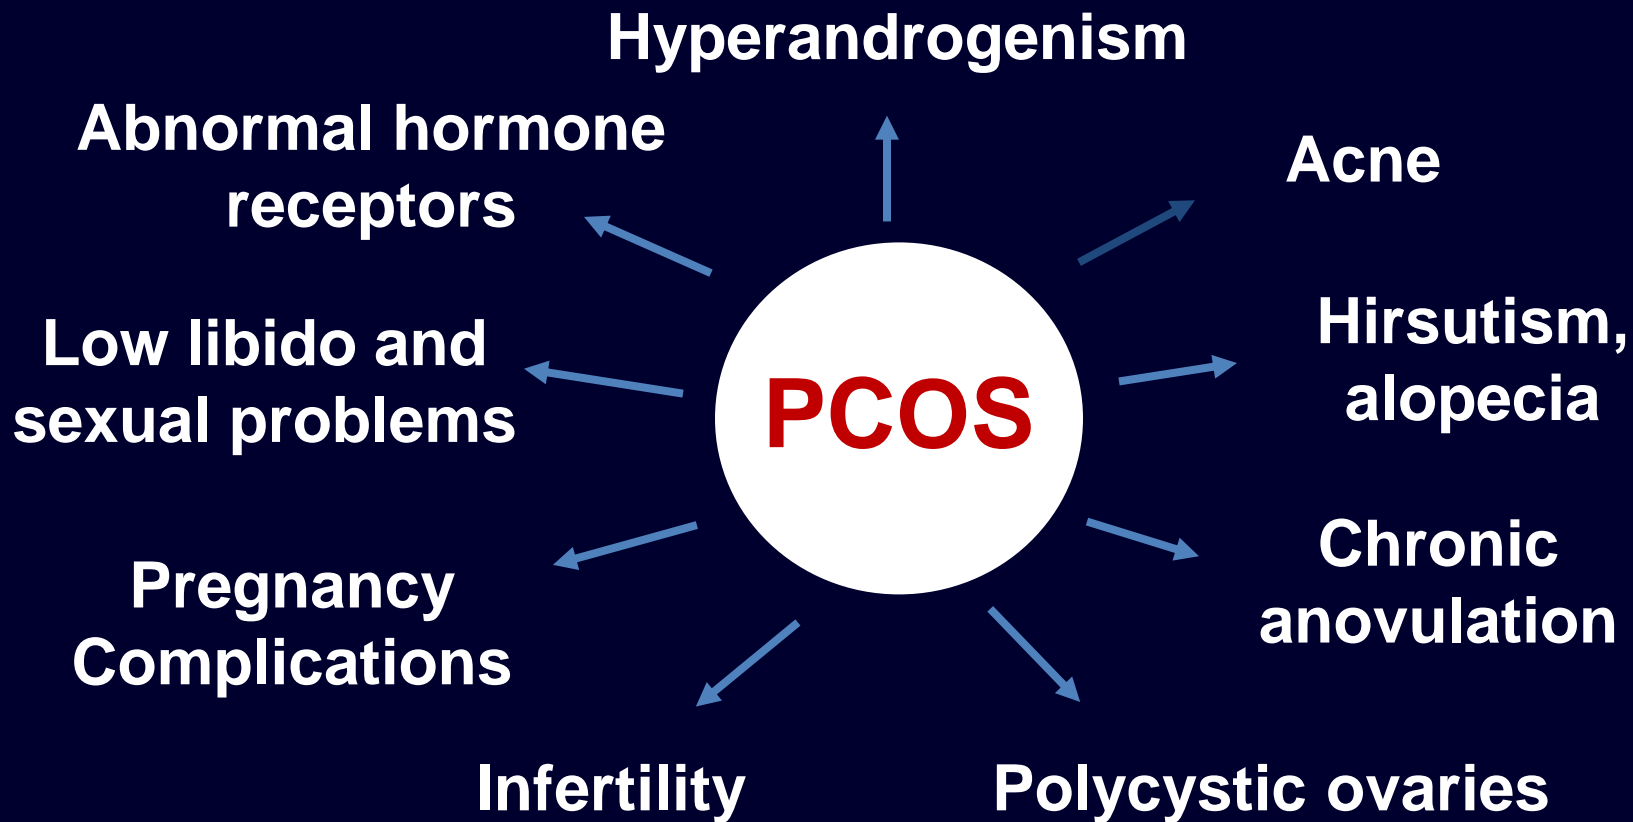 Hyperandrogenism
Abnormal hormone
receptors
Acne
Low libido and
sexual problems
PCOS
Hirsutism,
alopecia
Pregnancy
Complications
Chronic
anovulation
Infertility
Polycystic ovaries